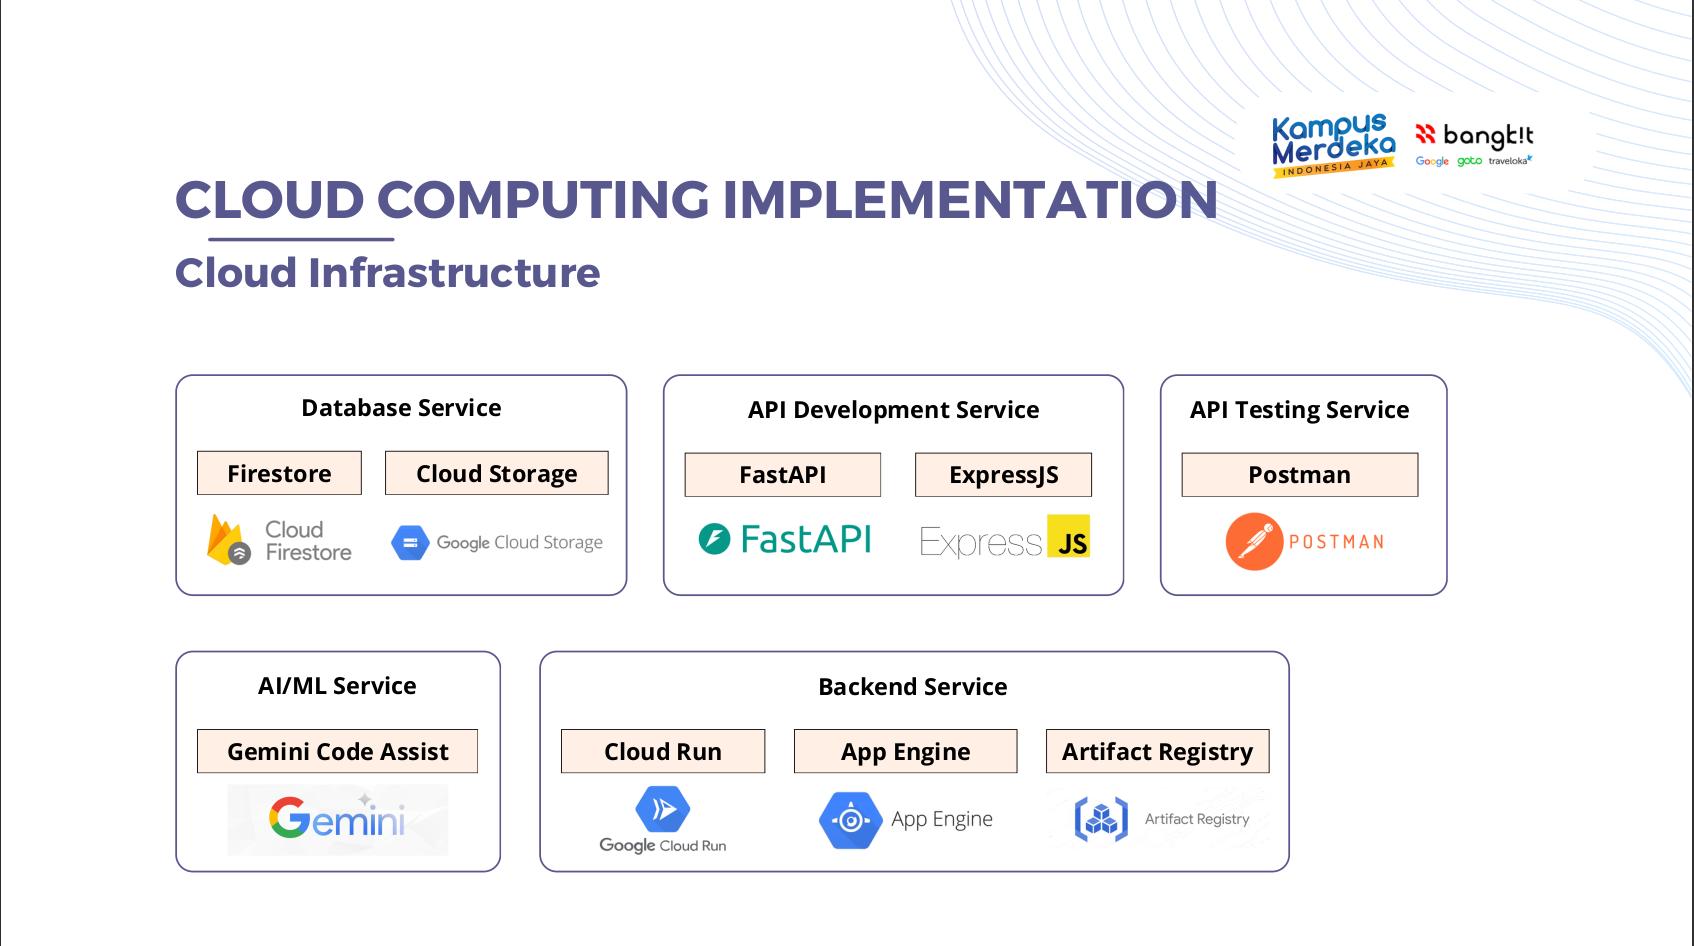 Kampus
Merdeka
INDONESIA JAYA
bangk!t
Google goto traveloka
CLOUD COMPUTING IMPLEMENTATION
Cloud Infrastructure
Database Service
Firestore
Cloud Storage
Cloud
Firestore
Google Cloud Storage
API Development Service
FastAPI
ExpressJS
FastAPI
Express JS
API Testing Service
Postman
POSTMAN
AI/ML Service
Gemini Code Assist
Gemini
Backend Service
Cloud Run
App Engine
Artifact Registry
Google Cloud Run
App Engine
Artifact Registry